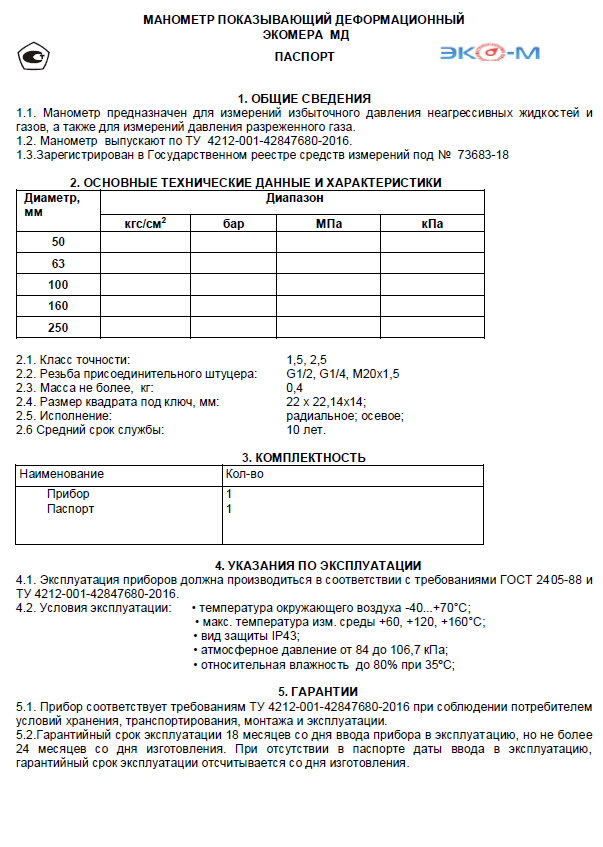 МАНОМЕТР ПОКАЗЫВАЮЩИЙ ДЕФОРМАЦИОННЫЙ
ЭКОМЕРА МД
ПАСПОРТ
ЭКО-М
1. ОБЩИЕ СВЕДЕНИЯ
1.1. Манометр предназначен для измерений избыточного давления неагрессивных жидкостей и
газов, а также для измерений давления разреженного газа.
1.2. Манометр выпускают по ТУ 4212-001-42847680-2016.
1.3.Зарегистрирован в Государственном реестре средств измерений под № 73683-18
2. ОСНОВНЫЕ ТЕХНИЧЕСКИЕ ДАННЫЕ И ХАРАКТЕРИСТИКИ
Диаметр, мм Диапазон
кгс/см² бар МПа кПа
50
63
100
160
250
2.1. Класс точности: 1,5, 2,5
2.2. Резьба присоединительного штуцера: G1/2, G1/4, М20х1,5
2.3. Масса не более, кг: 0,4
2.4. Размер квадрата под ключ, мм: 22 х 22,14х14;
2.5. Исполнение: радиальное; осевое;
2.6 Средний срок службы: 10 лет.
3. КОМПЛЕКТНОСТЬ
Наименование Кол-во
Прибор 1
Паспорт 1
4. УКАЗАНИЯ ПО ЭКСПЛУАТАЦИИ
4.1. Эксплуатация приборов должна производиться в соответствии с требованиями ГОСТ 2405-88 и
ТУ 4212-001-42847680-2016.
4.2. Условия эксплуатации: • температура окружающего воздуха -40...+70°С;
• макс. температура изм. среды +60, +120, +160°С;
• вид защиты IP43;
• атмосферное давление от 84 до 106,7 кПа;
• относительная влажность до 80% при 35ºС;
5. ГАРАНТИИ
5.1. Прибор соответствует требованиям ТУ 4212-001-42847680-2016 при соблюдении потребителем
условий хранения, транспортирования, монтажа и эксплуатации.
5.2.Гарантийный срок эксплуатации 18 месяцев со дня ввода прибора в эксплуатацию, но не более
24 месяцев со дня изготовления. При отсутствии в паспорте даты ввода в эксплуатацию,
гарантийный срок эксплуатации отсчитывается со дня изготовления.